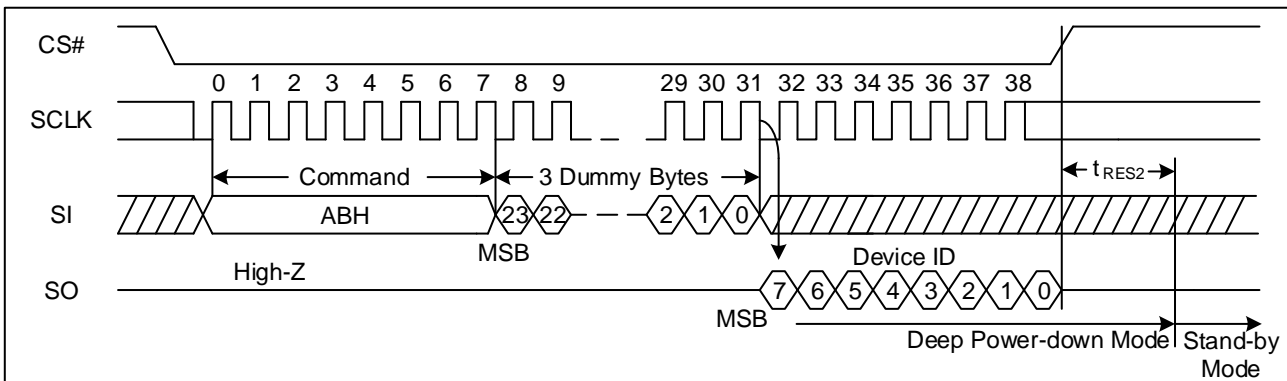 CS#
0 1 2 3 4 5 6 7 8 9 29 30 31 32 33 34 35 36 37 38
SCLK
Command 3 Dummy Bytes tRES2
SI ABH 23 22 2 1 0
MSB
High-Z Device ID
SO 7 6 5 4 3 2 1 0
MSB
Deep Power-down Mode Stand-by
Mode